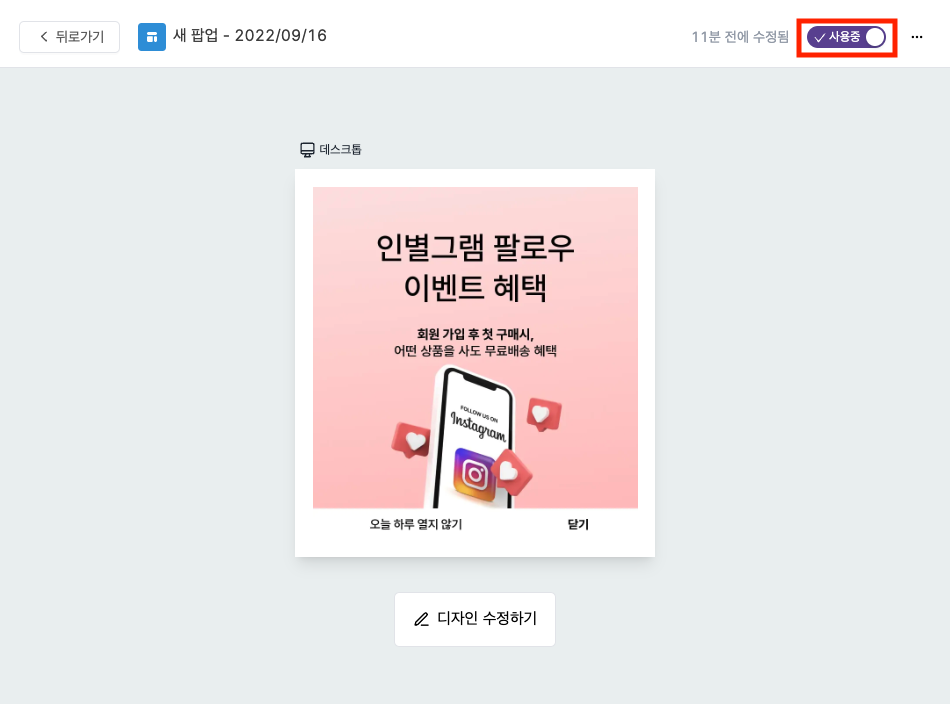 뒤로가기
새 팝업 - 2022/09/16
11분 전에 수정됨
사용중
데스크톱
인별그램 팔로우
이벤트 혜택
회원 가입 후 첫 구매시,
어떤 상품을 사도 무료배송 혜택
FOLLOW US ON
Instagram
오늘 하루 열지 않기
닫기
디자인 수정하기